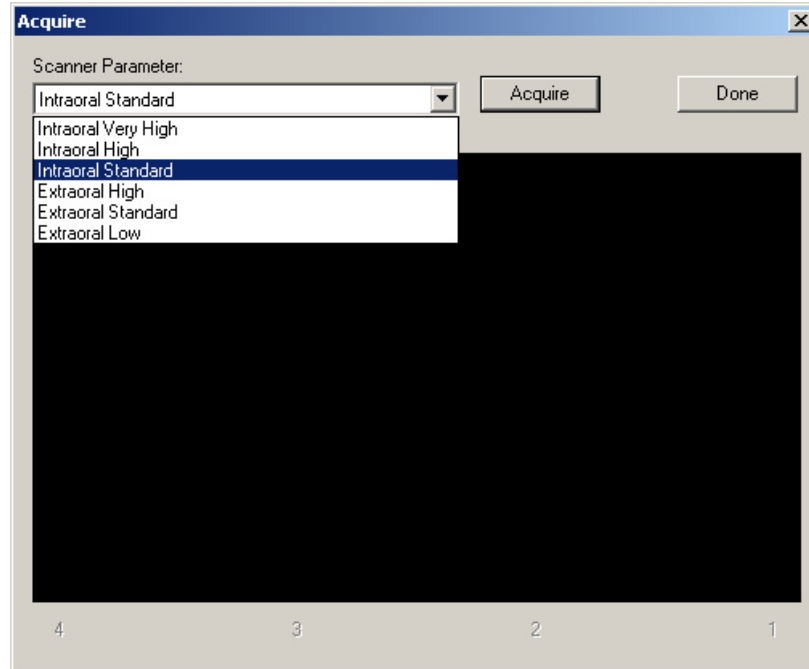 Acquire
Scanner Parameter:
Intraoral Standard
Acquire
Done
Intraoral Very High
Intraoral High
Intraoral Standard
Extraoral High
Extraoral Standard
Extraoral Low
4 3 2 1